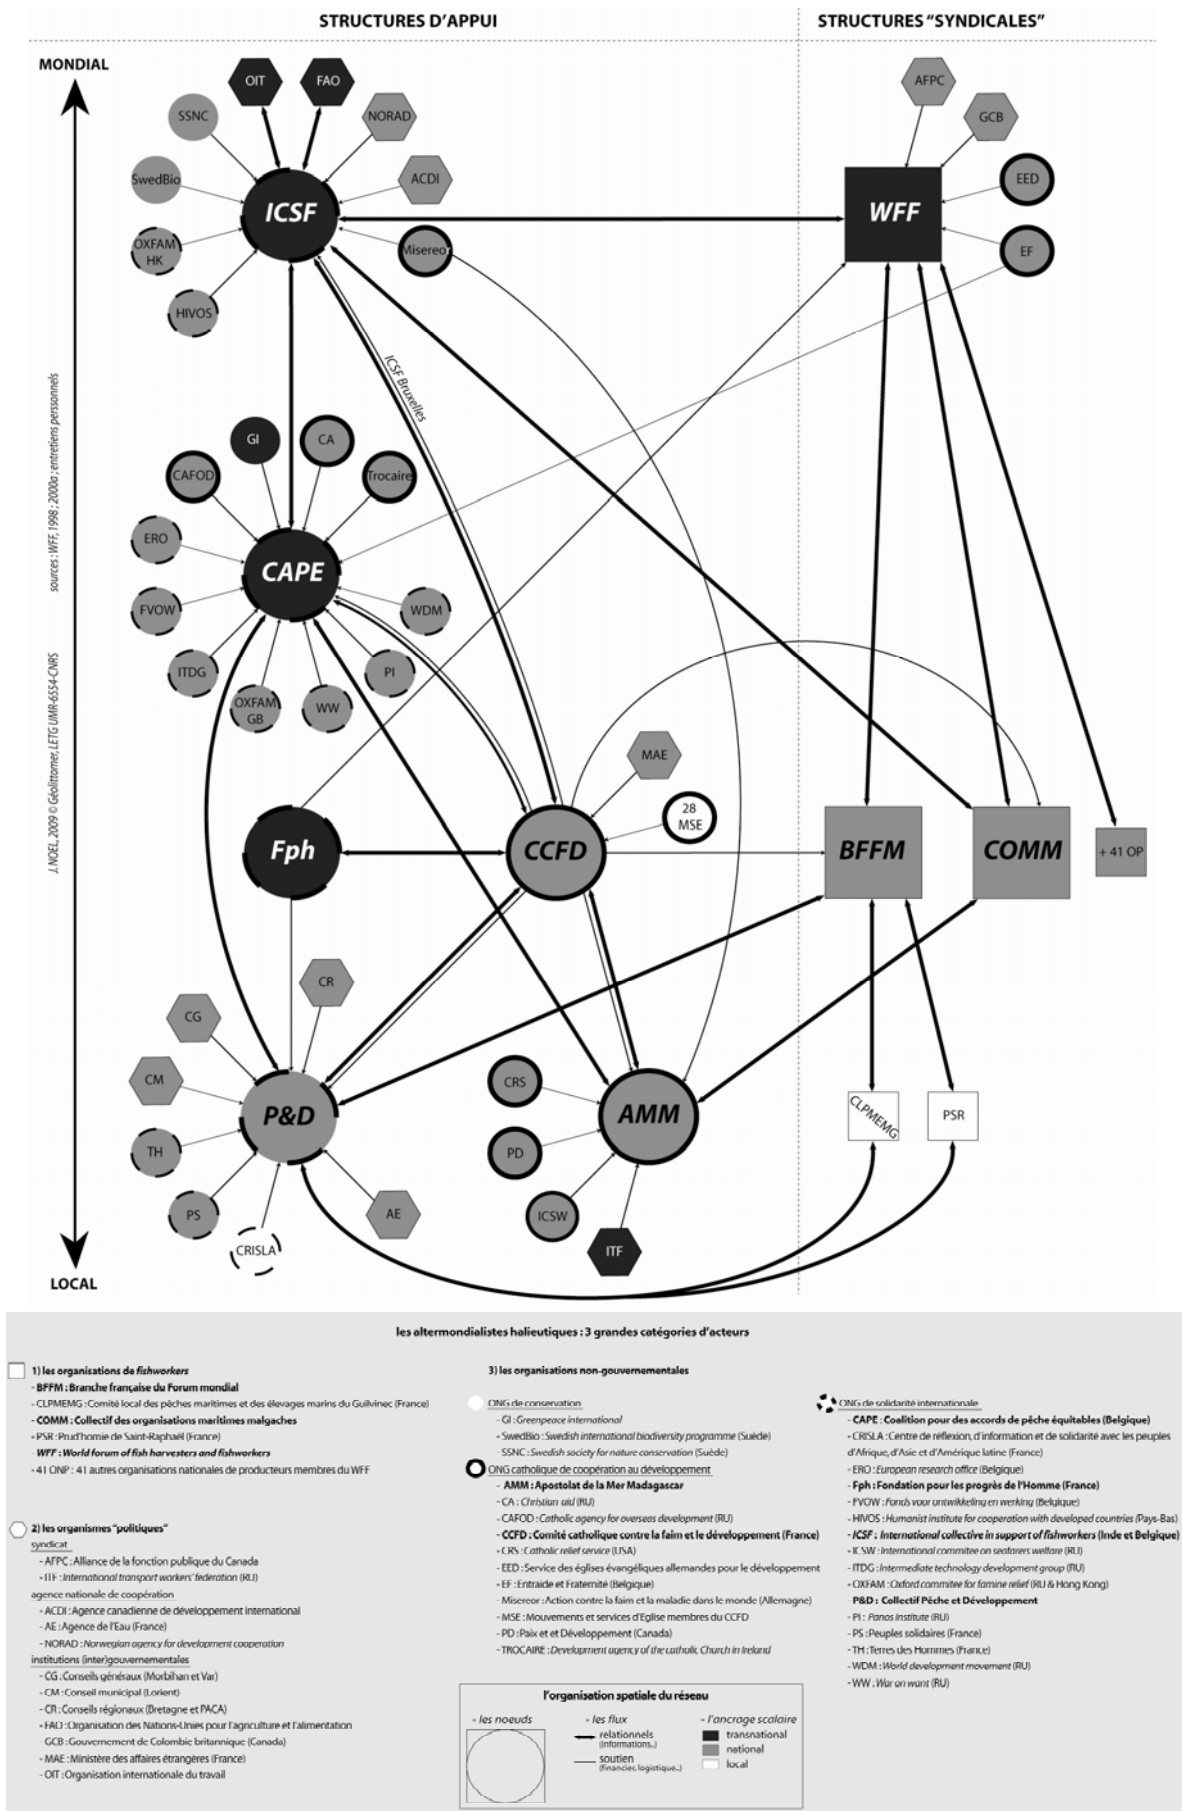 STRUCTURES D'APPUI
STRUCTURES “SYNDICALES”
MONDIAL
OIT
FAO
AFPC
SSNC
NORAD
GCB
SwedBio
ACDI
EED
ICSF
WFF
OXFAM
HK
Misereor
EF
HIVOS
ICSF Bruxelles
sources : WFF, 1998 ; 2000a ; entretiens perssonnels
GI
CA
CAFOD
Trocaire
ERO
CAPE
FVOW
WDM
ITDG
PI
OXFAM
GB
WW
J. NOEL, 2009 © Géolittomer, LETG UMR-6554-CNRS
MAE
28
MSE
Fph
CCFD
BFFM
COMM
+ 41 OP
CR
CG
CM
CRS
P&D
AMM
CLPMEMG
PSR
TH
PD
PS
AE
ICSW
CRISLA
ITF
LOCAL
les altermondialistes halieutiques : 3 grandes catégories d'acteurs
1) les organisations de fishworkers
- BFFM : Branche française du Forum mondial
- CLPMEMG : Comité local des pêches maritimes et des élevages marins du Guilvinec (France)
- COMM : Collectif des organisations maritimes malgaches
- PSR : Prud'homie de Saint-Raphaël (France)
- WFF : World forum of fish harvesters and fishworkers
- 41 ONP : 41 autres organisations nationales de producteurs membres du WFF
2) les organismes “politiques”
syndicat
- AFPC : Alliance de la fonction publique du Canada
- ITF : International transport workers' federation (RU)
agence nationale de coopération
- ACDI : Agence canadienne de développement international
- AE : Agence de l'Eau (France)
- NORAD : Norwegian agency for development cooperation
institutions (inter)gouvernementales
- CG : Conseils généraux (Morbihan et Var)
- CM : Conseil municipal (Lorient)
- CR : Conseils régionaux (Bretagne et PACA)
- FAO : Organisation des Nations-Unies pour l'agriculture et l'alimentation
GCB : Gouvernement de Colombie britannique (Canada)
- MAE : Ministère des affaires étrangères (France)
- OIT : Organisation internationale du travail
3) les organisations non-gouvernementales
ONG de conservation
- GI : Greenpeace international
- SwedBio : Swedish international biodiversity programme (Suède)
SSNC : Swedish society for nature conservation (Suède)
ONG catholique de coopération au développement
- AMM : Apostolat de la Mer Madagascar
- CA : Christian aid (RU)
- CAFOD : Catholic agency for overseas development (RU)
- CCFD : Comité catholique contre la faim et le développement (France)
- CRS : Catholic relief service (USA)
- EED : Service des églises évangéliques allemandes pour le développement
- EF : Entraide et Fraternité (Belgique)
Misereor : Action contre la faim et la maladie dans le monde (Allemagne)
- MSE : Mouvements et services d'Eglise membres du CCFD
- PD : Paix et et Développement (Canada)
- TROCAIRE : Development agency of the catholic Church in Ireland
ONG de solidarité internationale
- CAPE : Coalition pour des accords de pêche équitables (Belgique)
- CRISLA : Centre de réflexion, d'information et de solidarité avec les peuples
d'Afrique, d'Asie et d'Amérique latine (France)
- ERO : European research office (Belgique)
- Fph : Fondation pour les progrès de l'Homme (France)
- FVOW : Fonds voor ontwikkeling en werking (Belgique)
- HIVOS : Humanist institute for cooperation with developed countries (Pays-Bas)
- ICSF : International collective in support of fishworkers (Inde et Belgique)
- ICSW : International commitee on seafarers welfare (RU)
- ITDG : Intermediate technology development group (RU)
- OXFAM : Oxford commitee for famine relief (RU & Hong Kong)
P&D : Collectif Pêche et Développement
- PI : Panos Institute (RU)
- PS : Peuples solidaires (France)
- TH : Terres des Hommes (France)
- WDM : World development movement (RU)
- WW : War on want (RU)
l'organisation spatiale du réseau
- les noeuds
- les flux
relationnels
(informations..)
soutien
(financier, logistique...)
- l'ancrage scalaire
transnational
national
local